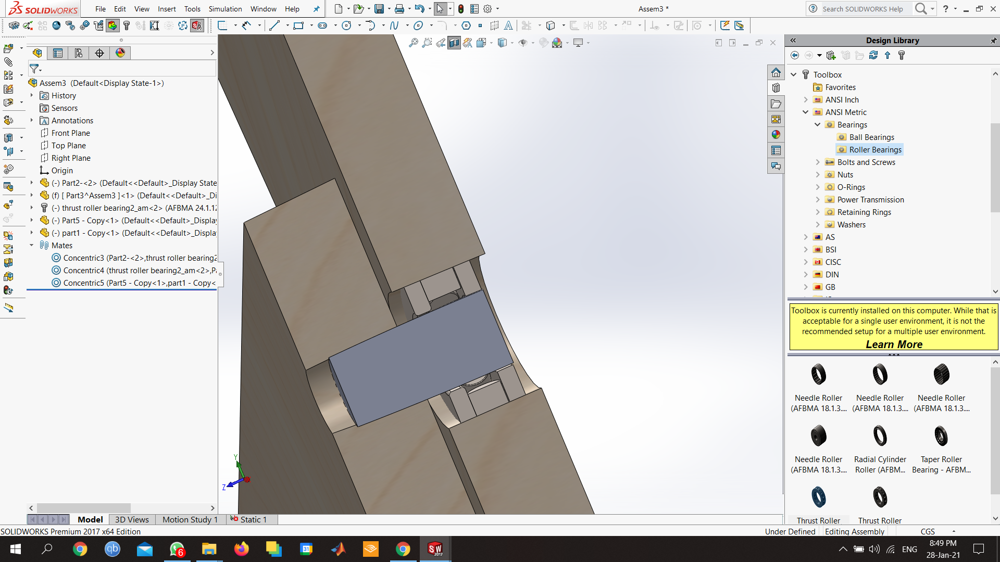 SOLIDWORKS
File Edit View Insert Tools Simulation Window Help
Assem3 *
Search SOLIDWORKS Help
Assem3 (Default<Display State-1>)
History
Sensors
Annotations
Front Plane
Top Plane
Right Plane
Origin
(-) Part2-<2> (Default<<Default>_Display State
(f) [ Part3^Assem3 ]<1> (Default<<Default>_Di
(-) thrust roller bearing2_am<2> (AFBMA 24.1.12
(-) Part5 - Copy<1> (Default<<Default>_Display
(-) part1 - Copy<1> (Default<<Default>_Display
Mates
Concentric3 (Part2-<2>,thrust roller bearing2
Concentric4 (thrust roller bearing2_am<2>,Pa
Concentric5 (Part5 - Copy<1>,part1 - Copy<
Y
Z
Model 3D Views Motion Study 1 Static 1
SOLIDWORKS Premium 2017 x64 Edition
Design Library
Toolbox
Favorites
ANSI Inch
ANSI Metric
Bearings
Ball Bearings
Roller Bearings
Bolts and Screws
Nuts
O-Rings
Power Transmission
Retaining Rings
Washers
AS
BSI
CISC
DIN
GB
Toolbox is currently installed on this computer. While that is
acceptable for a single user environment, it is not the
recommended setup for a multiple user environment.
Learn More
Needle Roller Needle Roller Needle Roller
(AFBMA 18.1.3.... (AFBMA 18.1.3.... (AFBMA 18.1.3....
Needle Roller Radial Cylinder Taper Roller
(AFBMA 18.1.3.... Roller (AFBM... Bearing - AFBM...
Thrust Roller Thrust Roller
Under Defined Editing Assembly CGS
qb 6 31 SW 2017
ENG
8:49 PM
28-Jan-21